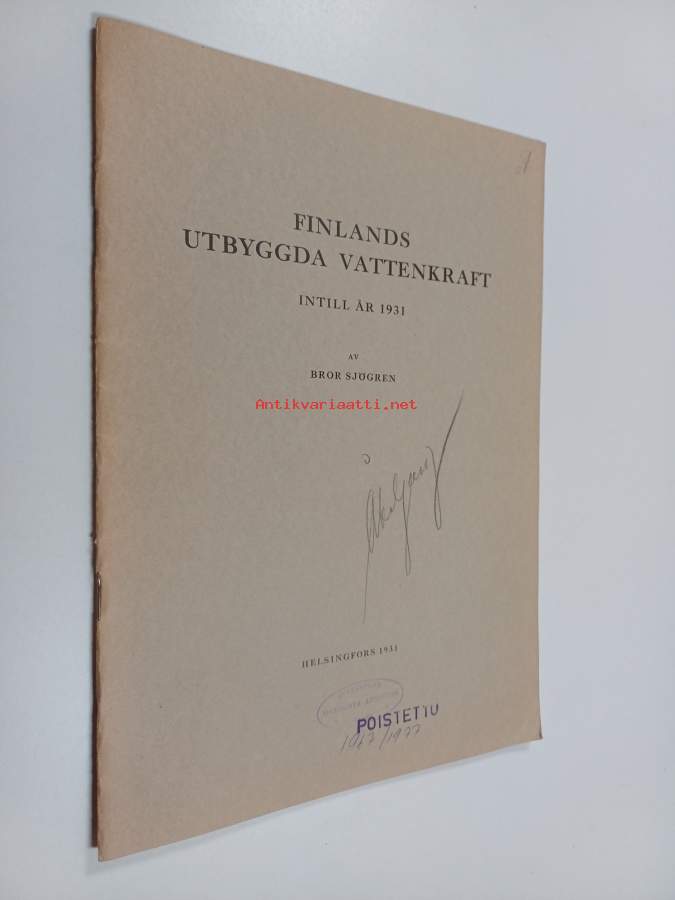 FINLANDS
UTBYGGDA VATTENKRAFT
INTILL ÅR 1931
AV
BROR SJÖGREN
Antikvariaatti.net
HELSINGFORS 1931
POISTETTU